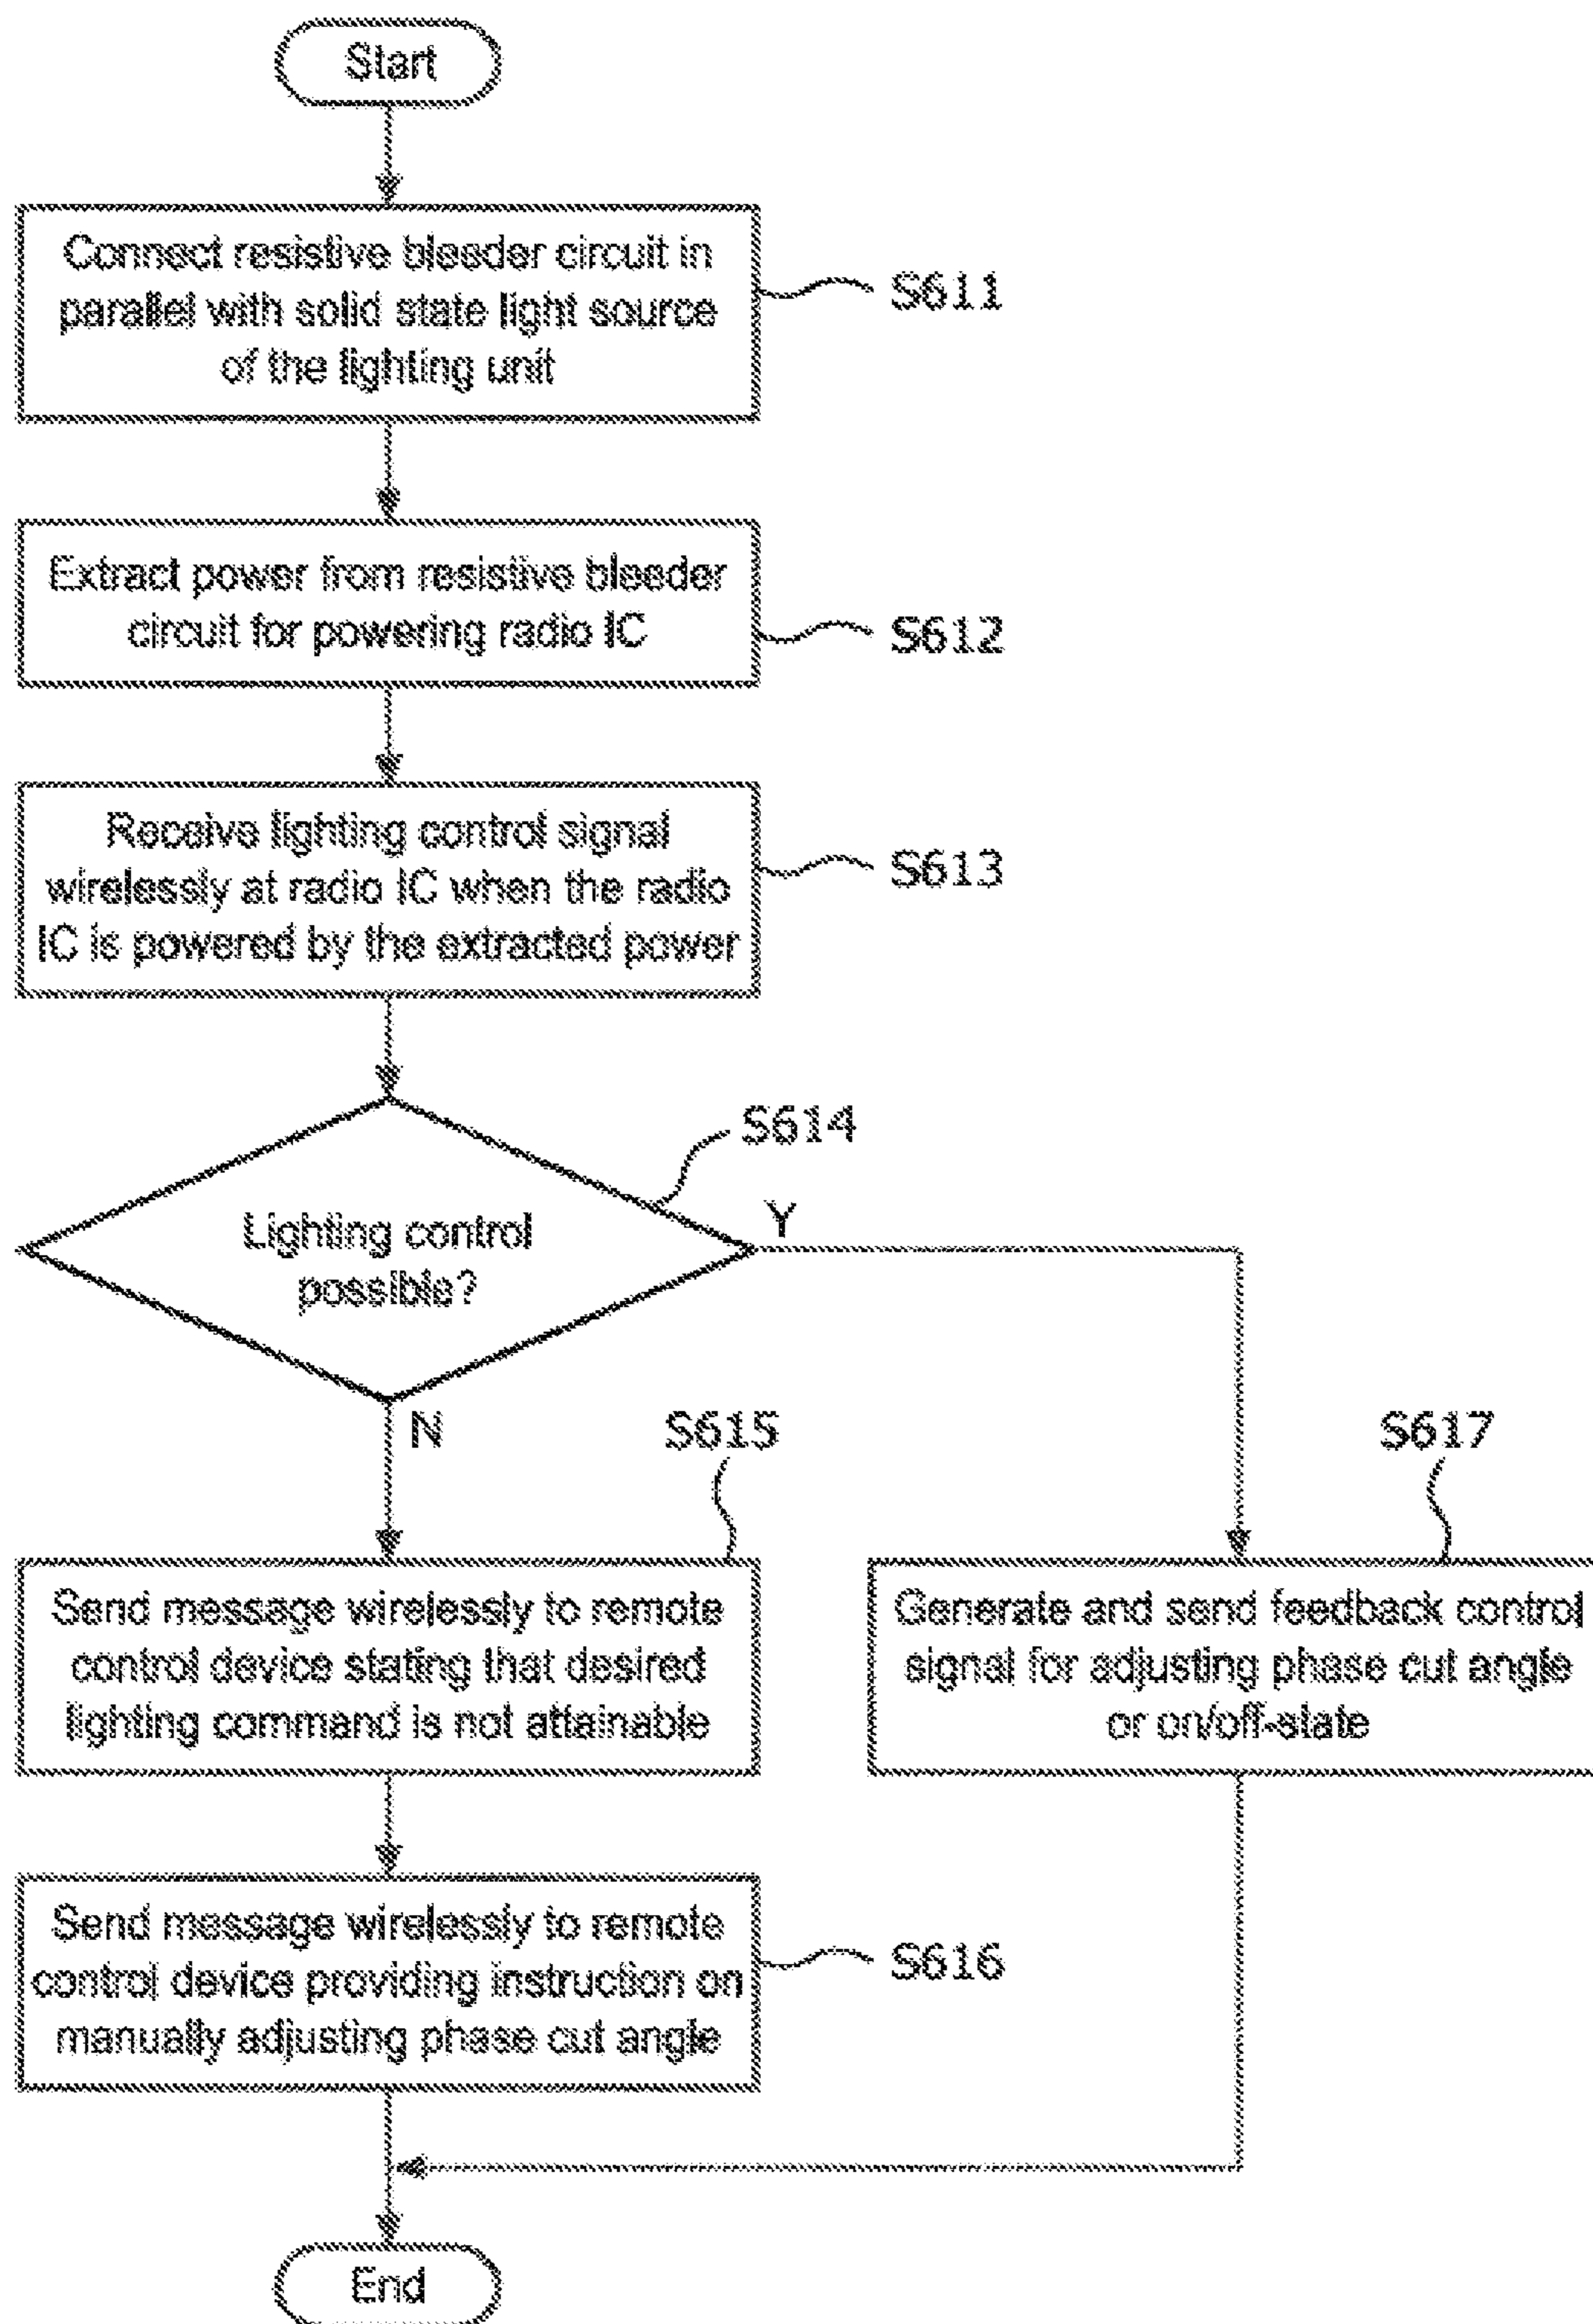 Start
Connect resistive bleeder circuit in
parallel with solid state light source
of the lighting unit
S611
Extract power from resistive bleeder
circuit for powering radio IC
S612
Receive lighting control signal
wirelessly at radio IC when the radio
IC is powered by the extracted power
S613
S614
Lighting control
possible?
Y
N
S615
Send message wirelessly to remote
control device stating that desired
lighting command is not attainable
S617
Generate and send feedback control
signal for adjusting phase cut angle
or on/off-state
Send message wirelessly to remote
control device providing instruction on
manually adjusting phase cut angle
S616
End